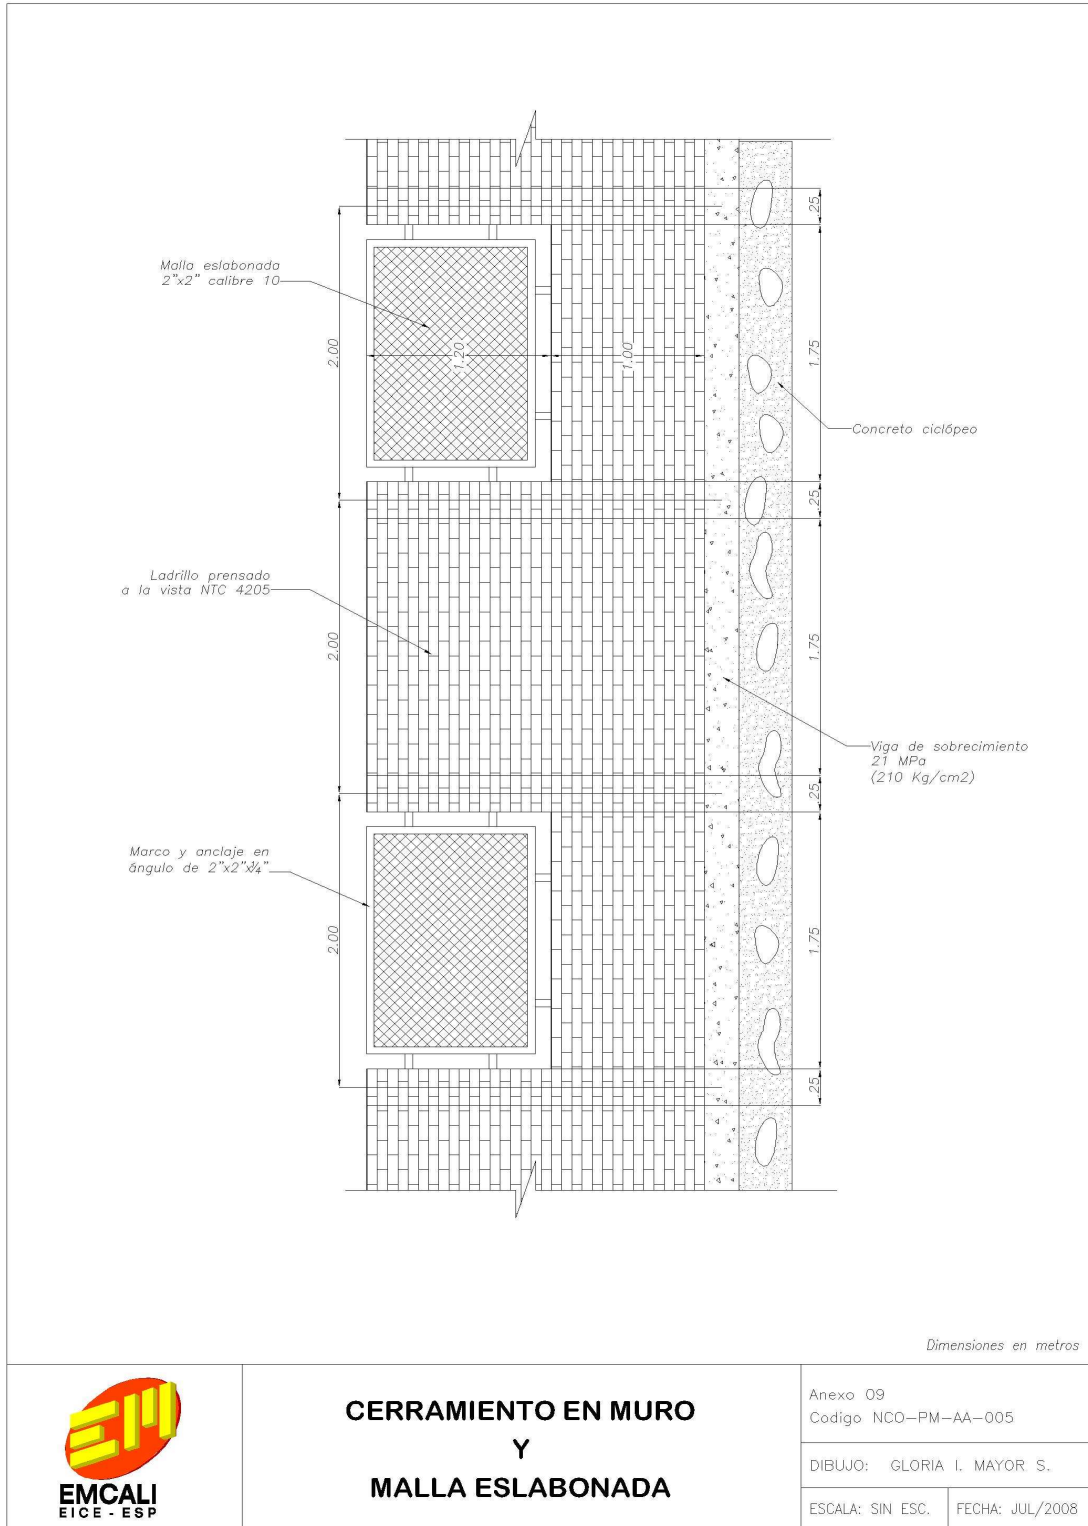 .25
Malla eslabonada
2"x2" calibre 10
2.00
1.20
1.00
1.75
Concreto ciclópeo
.25
Ladrillo prensado
a la vista NTC 4205
2.00
1.75
Viga de sobrecimiento
21 MPa
(210 Kg/cm2)
.25
Marco y anclaje en
ángulo de 2"x2"x¼"
2.00
1.75
.25
Dimensiones en metros
EMCALI
EICE - ESP
CERRAMIENTO EN MURO
Y
MALLA ESLABONADA
Anexo 09
Codigo NCO-PM-AA-005
DIBUJO: GLORIA I. MAYOR S.
ESCALA: SIN ESC.
FECHA: JUL/2008